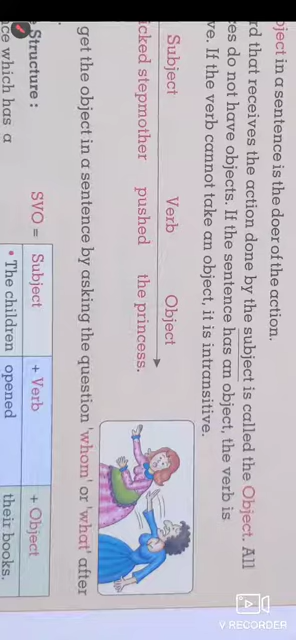 bject in a sentence is the doer of the action.
rd that receives the action done by the subject is called the Object. All
ces do not have objects. If the sentence has an object, the verb is
ve. If the verb cannot take an object, it is intransitive.
Subject Verb Object
icked stepmother pushed the princess.
get the object in a sentence by asking the question 'whom' or 'what' after
Structure :
SVO = Subject + Verb + Object
ce which has a • The children opened their books.
V RECORDER